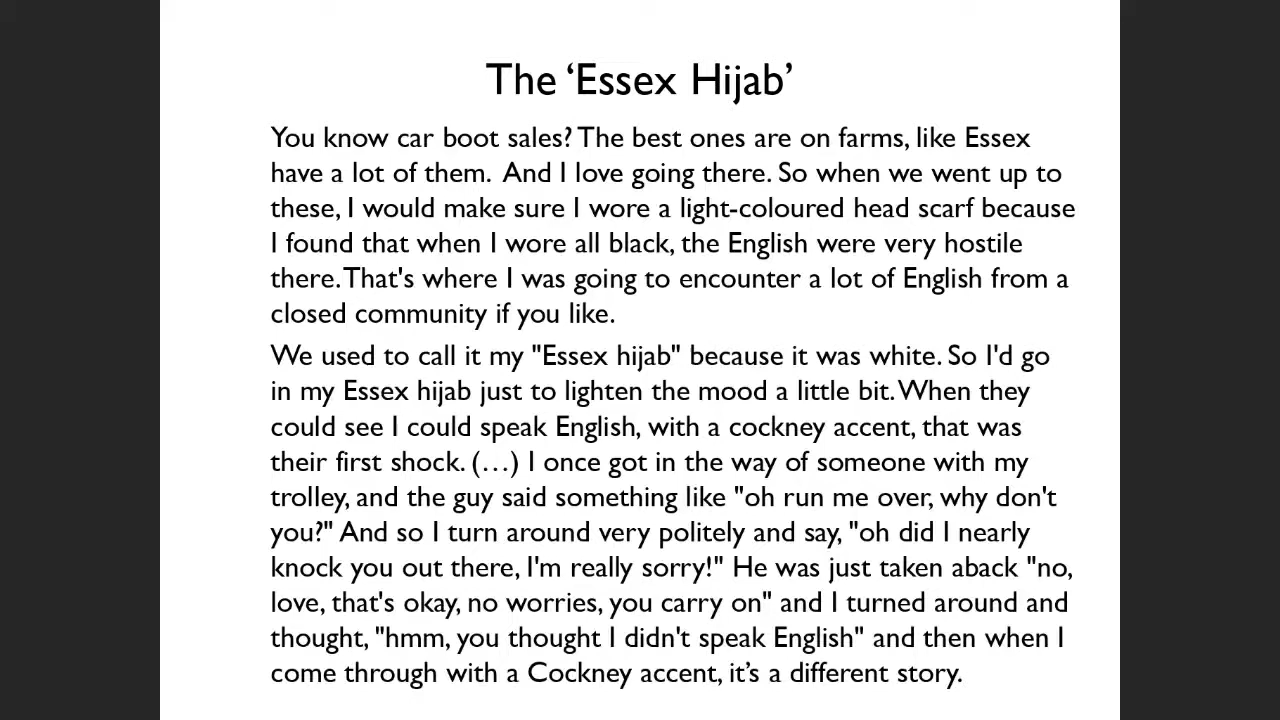 The ‘Essex Hijab’
You know car boot sales? The best ones are on farms, like Essex
have a lot of them.  And I love going there. So when we went up to
these, I would make sure I wore a light-coloured head scarf because
I found that when I wore all black, the English were very hostile
there. That's where I was going to encounter a lot of English from a
closed community if you like.
We used to call it my "Essex hijab" because it was white. So I'd go
in my Essex hijab just to lighten the mood a little bit. When they
could see I could speak English, with a cockney accent, that was
their first shock. (…) I once got in the way of someone with my
trolley, and the guy said something like "oh run me over, why don't
you?" And so I turn around very politely and say, "oh did I nearly
knock you out there, I'm really sorry!" He was just taken aback "no,
love, that's okay, no worries, you carry on" and I turned around and
thought, "hmm, you thought I didn't speak English" and then when I
come through with a Cockney accent, it’s a different story.